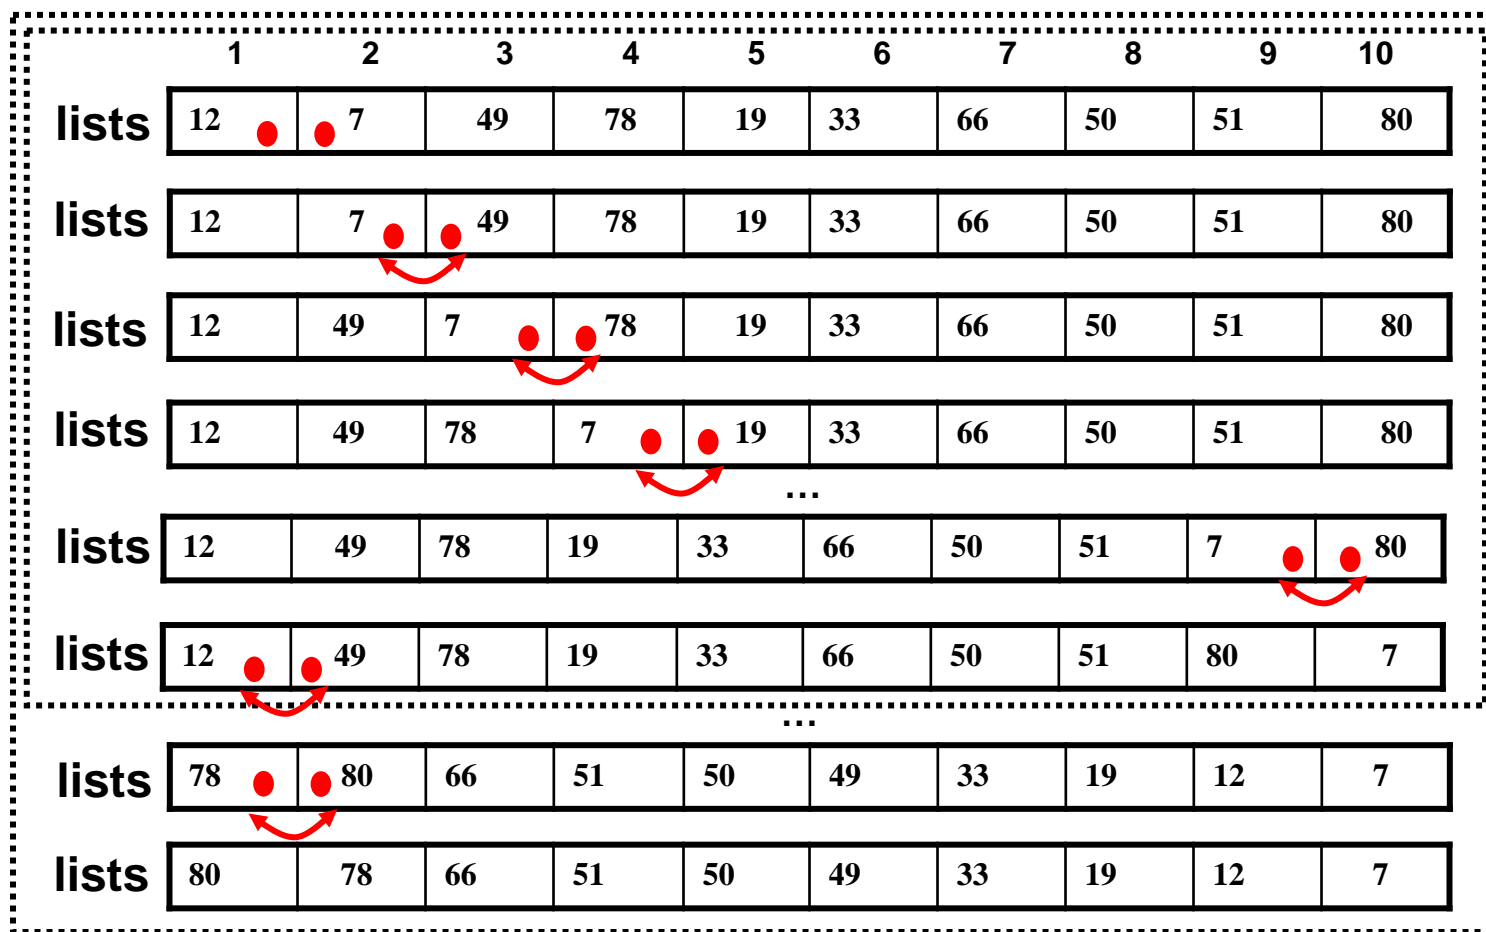 1 2 3 4 5 6 7 8 9 10
lists 12 7 49 78 19 33 66 50 51 80
lists 12 7 49 78 19 33 66 50 51 80
lists 12 49 7 78 19 33 66 50 51 80
lists 12 49 78 7 19 33 66 50 51 80
...
lists 12 49 78 19 33 66 50 51 7 80
lists 12 49 78 19 33 66 50 51 80 7
...
lists 78 80 66 51 50 49 33 19 12 7
lists 80 78 66 51 50 49 33 19 12 7